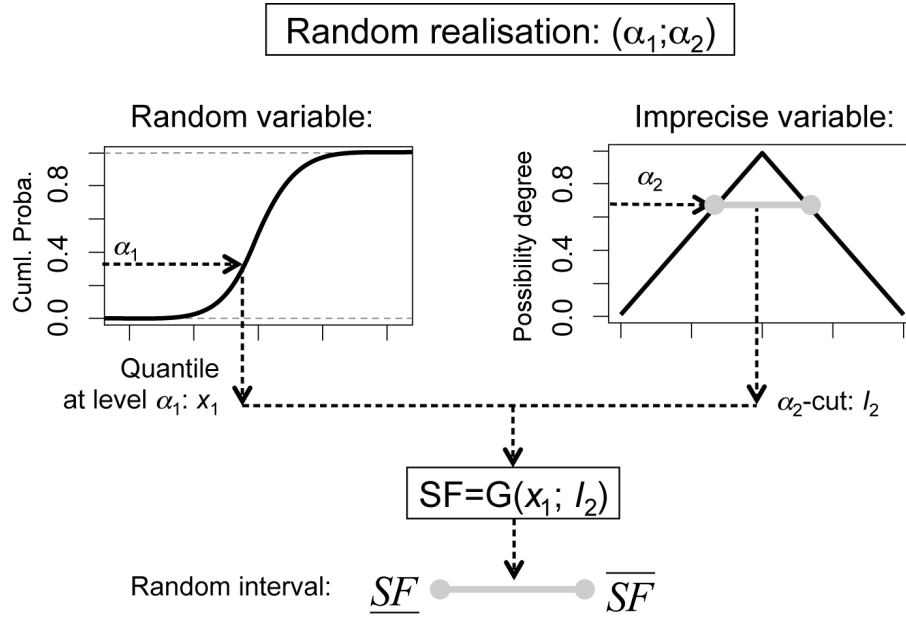 Random realisation: (α₁;α₂)
Random variable:
Imprecise variable:
Cuml. Proba.
0.0 0.4 0.8
α₁
Possibility degree
0.0 0.4 0.8
α₂
Quantile
at level α₁: x₁
α₂-cut: I₂
SF=G(x₁; I₂)
Random interval:
S̲F̲
S̅F̅